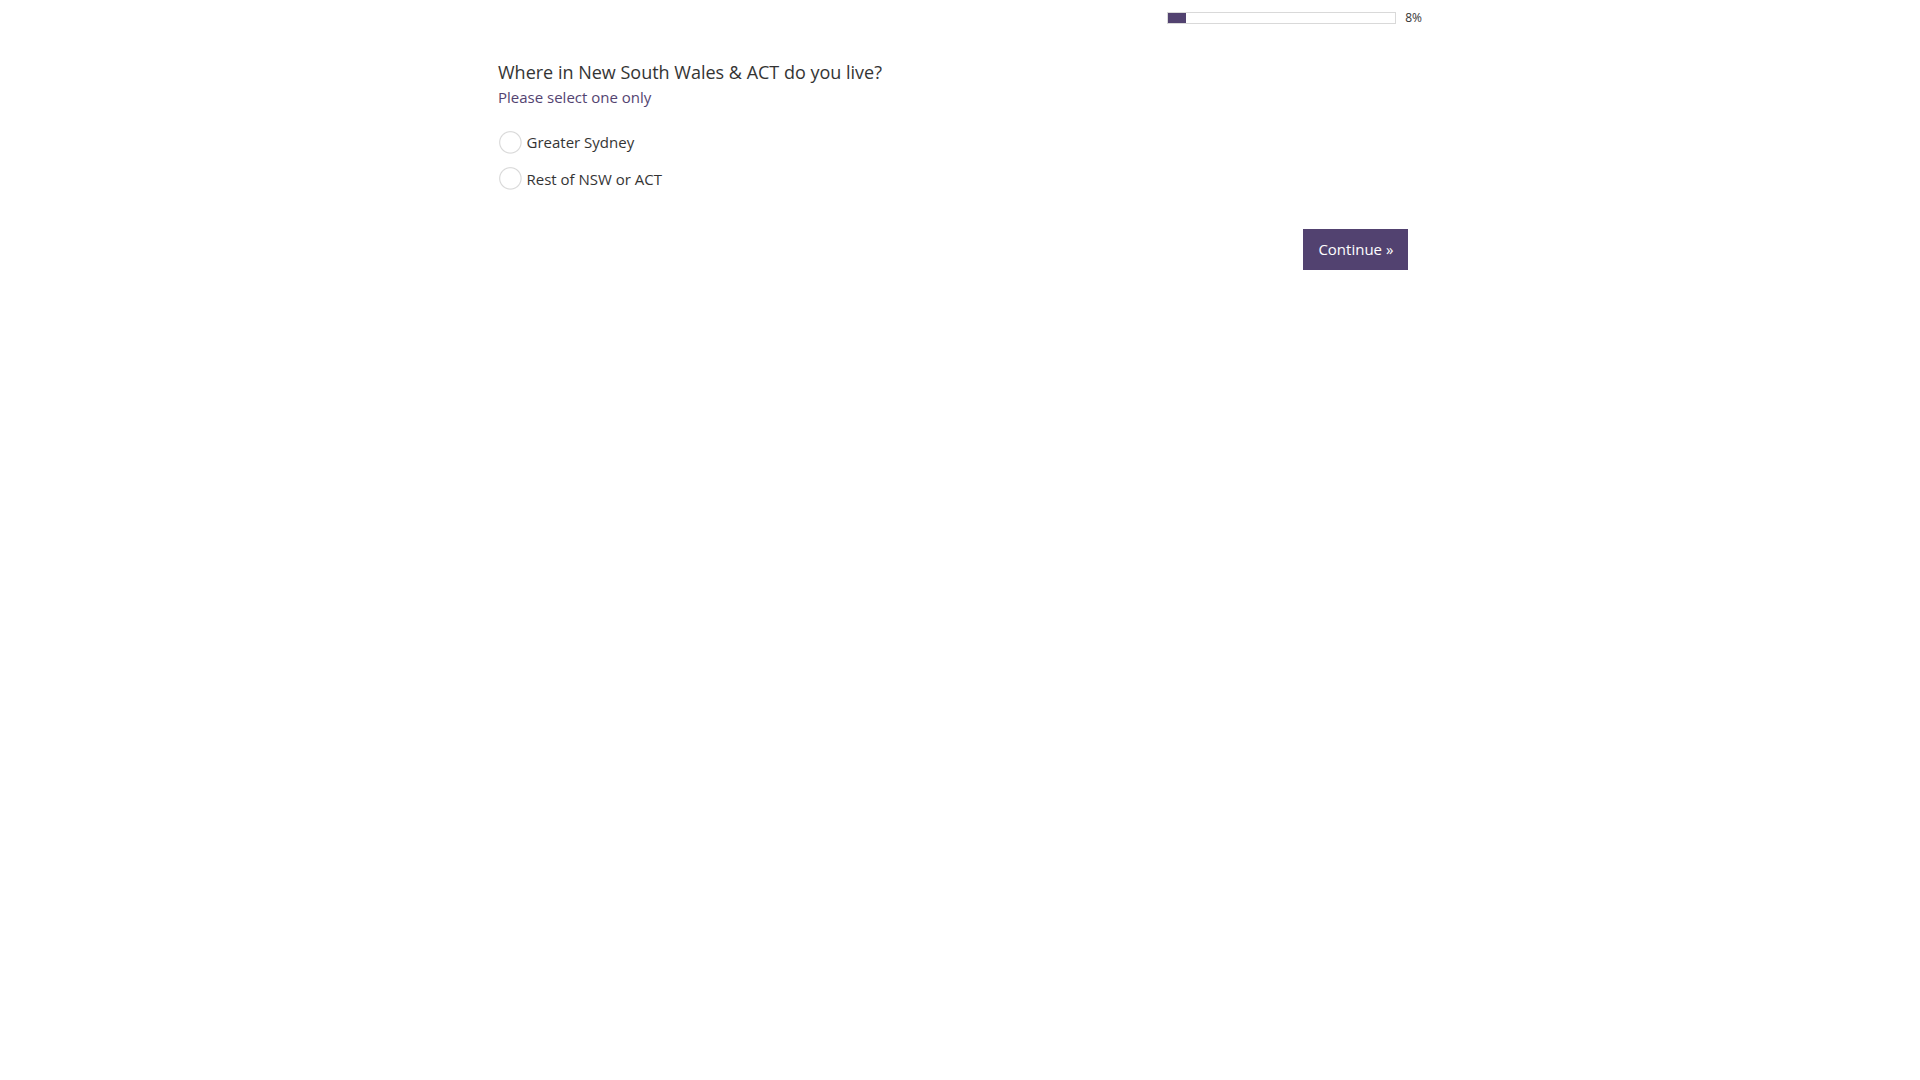 8%
Where in New South Wales & ACT do you live?
Please select one only
Greater Sydney
Rest of NSW or ACT
Continue »